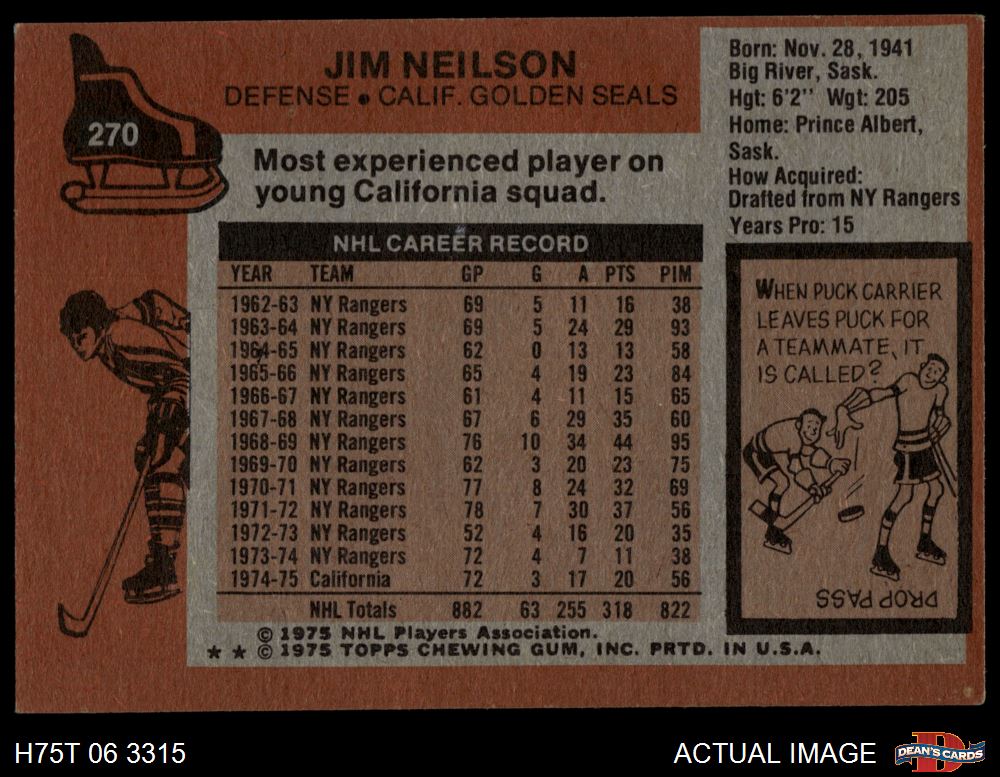 270
JIM NEILSON
DEFENSE • CALIF. GOLDEN SEALS
Most experienced player on
young California squad.
NHL CAREER RECORD
YEAR TEAM GP G A PTS PIM
1962-63 NY Rangers 69 5 11 16 38
1963-64 NY Rangers 69 5 24 29 93
1964-65 NY Rangers 62 0 13 13 58
1965-66 NY Rangers 65 4 19 23 84
1966-67 NY Rangers 61 4 11 15 65
1967-68 NY Rangers 67 6 29 35 60
1968-69 NY Rangers 76 10 34 44 95
1969-70 NY Rangers 62 3 20 23 75
1970-71 NY Rangers 77 8 24 32 69
1971-72 NY Rangers 78 7 30 37 56
1972-73 NY Rangers 52 4 16 20 35
1973-74 NY Rangers 72 4 7 11 38
1974-75 California 72 3 17 20 56
NHL Totals 882 63 255 318 822
© 1975 NHL Players Association.
* * © 1975 TOPPS CHEWING GUM, INC. PRTD. IN U.S.A.
Born: Nov. 28, 1941
Big River, Sask.
Hgt: 6'2" Wgt: 205
Home: Prince Albert,
Sask.
How Acquired:
Drafted from NY Rangers
Years Pro: 15
WHEN PUCK CARRIER
LEAVES PUCK FOR
A TEAMMATE, IT
IS CALLED?
DROP PASS
H75T 06 3315
ACTUAL IMAGE
D
DEAN'S CARDS